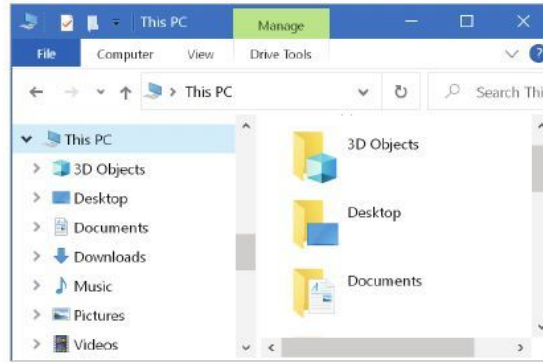 This PC
Manage
File
Computer
View
Drive Tools
?
This PC
Search Thi
This PC
3D Objects
Desktop
Documents
Downloads
Music
Pictures
Videos
3D Objects
Desktop
Documents